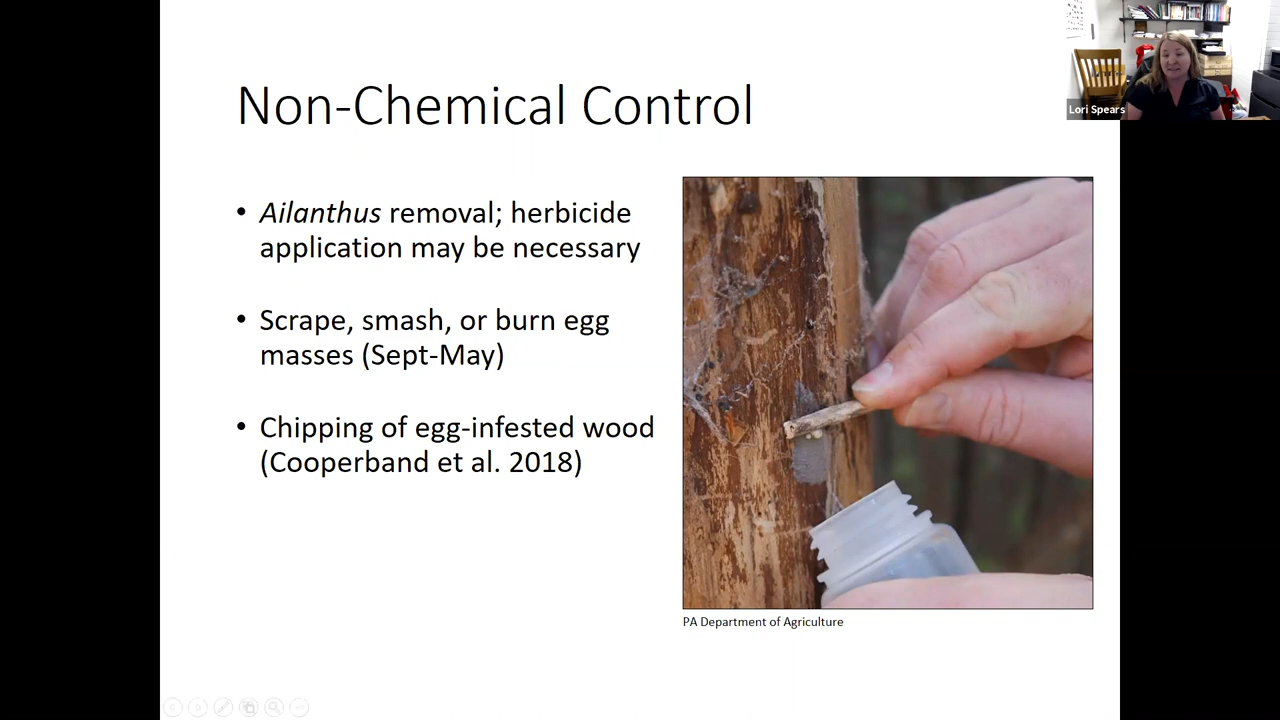 Non-Chemical Control
• Ailanthus removal; herbicide
application may be necessary
• Scrape, smash, or burn egg
masses (Sept-May)
• Chipping of egg-infested wood
(Cooperband et al. 2018)
PA Department of Agriculture
Lori Spears